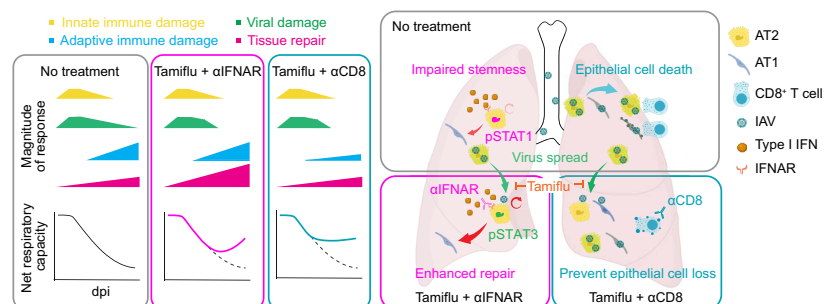 Innate immune damage
Viral damage
Adaptive immune damage
Tissue repair
No treatment
Tamiflu + αIFNAR
Tamiflu + αCD8
Magnitude
of response
Net respiratory
capacity
dpi
No treatment
Impaired stemness
Epithelial cell death
pSTAT1
Virus spread
αIFNAR
Tamiflu
αCD8
pSTAT3
Enhanced repair
Prevent epithelial cell loss
Tamiflu + αIFNAR
Tamiflu + αCD8
AT2
AT1
CD8⁺ T cell
IAV
Type I IFN
IFNAR